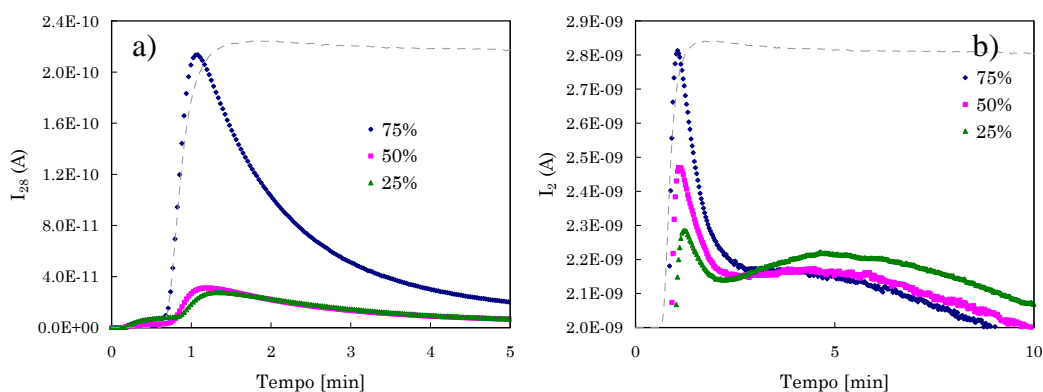 a)
I28 (A)
2.4E-10
2.0E-10
1.6E-10
1.2E-10
8.0E-11
4.0E-11
0.0E+00
75%
50%
25%
0 1 2 3 4 5
Tempo [min]
b)
I2 (A)
2.9E-09
2.8E-09
2.7E-09
2.6E-09
2.5E-09
2.4E-09
2.3E-09
2.2E-09
2.1E-09
2.0E-09
75%
50%
25%
0 5 10
Tempo [min]